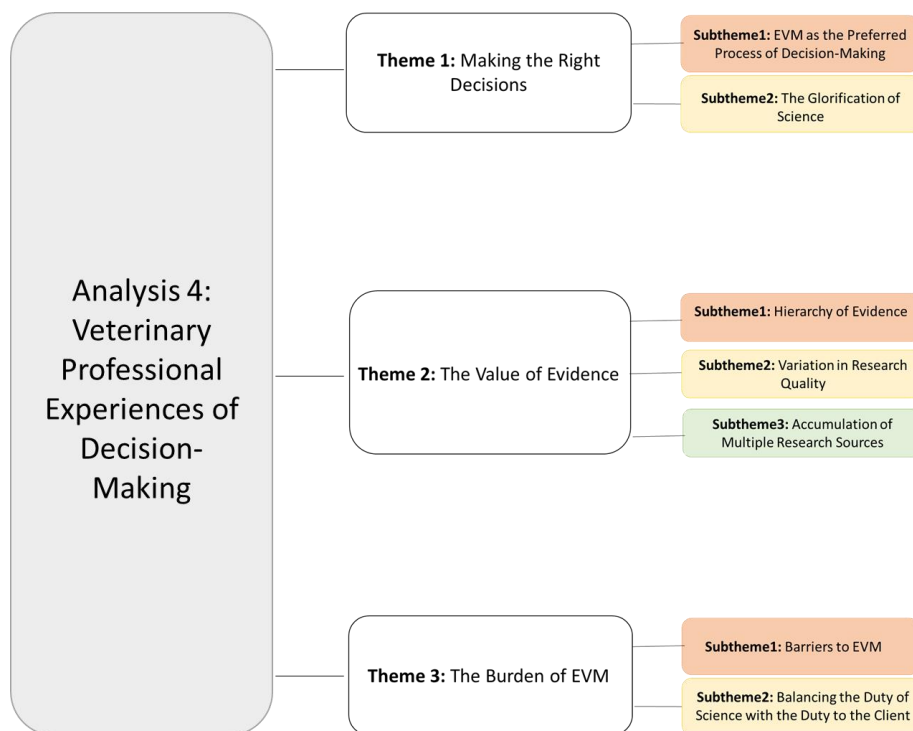 Analysis 4:
Veterinary
Professional
Experiences of
Decision-
Making
Theme 1: Making the Right
Decisions
Subtheme1: EVM as the Preferred
Process of Decision-Making
Subtheme2: The Glorification of
Science
Theme 2: The Value of Evidence
Subtheme1: Hierarchy of Evidence
Subtheme2: Variation in Research
Quality
Subtheme3: Accumulation of
Multiple Research Sources
Theme 3: The Burden of EVM
Subtheme1: Barriers to EVM
Subtheme2: Balancing the Duty of
Science with the Duty to the Client